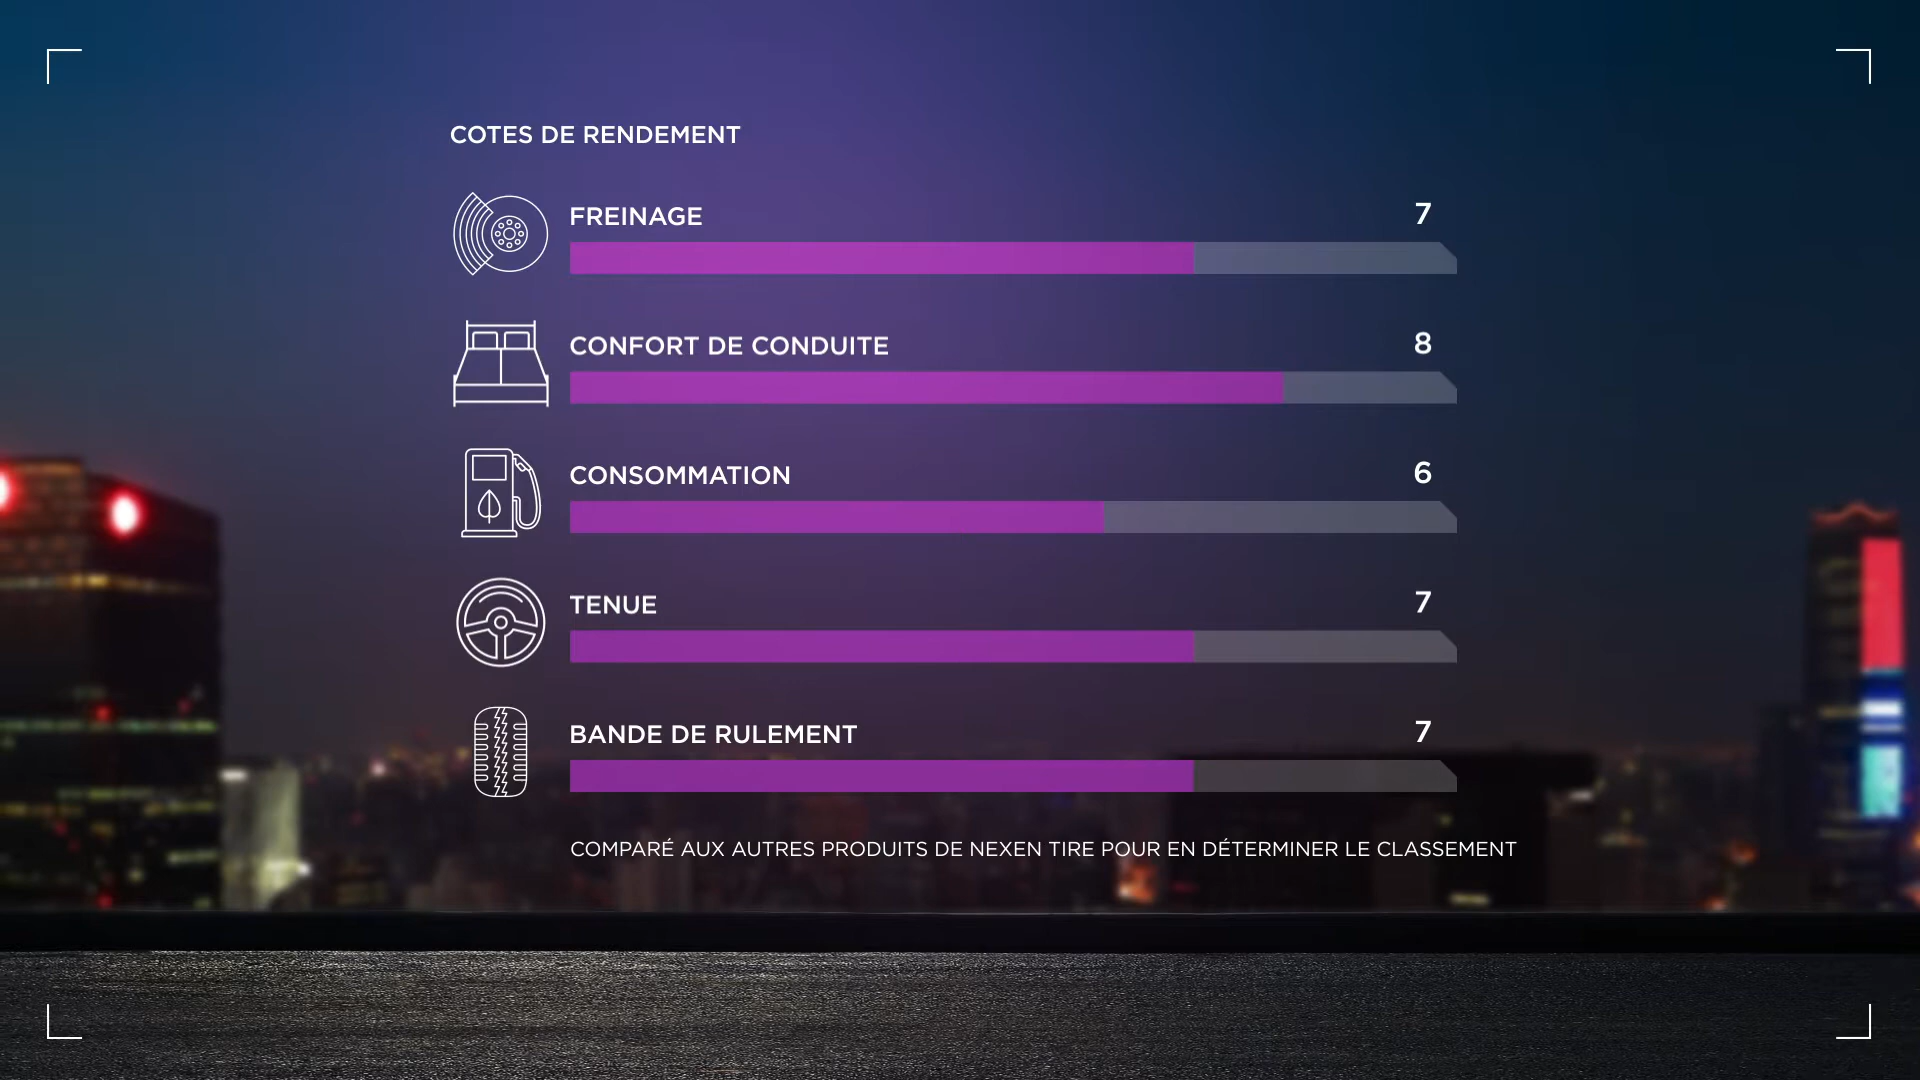 COTES DE RENDEMENT
FREINAGE 7
CONFORT DE CONDUITE 8
CONSOMMATION 6
TENUE 7
BANDE DE RULEMENT 7
COMPARÉ AUX AUTRES PRODUITS DE NEXEN TIRE POUR EN DÉTERMINER LE CLASSEMENT